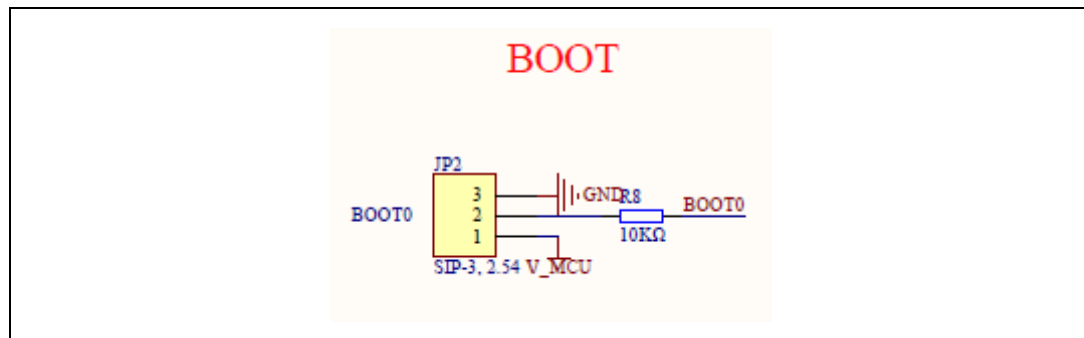 BOOT
JP2
3
GND
R8
BOOT0
2
BOOT0
1
10KΩ
SIP-3, 2.54
V_MCU